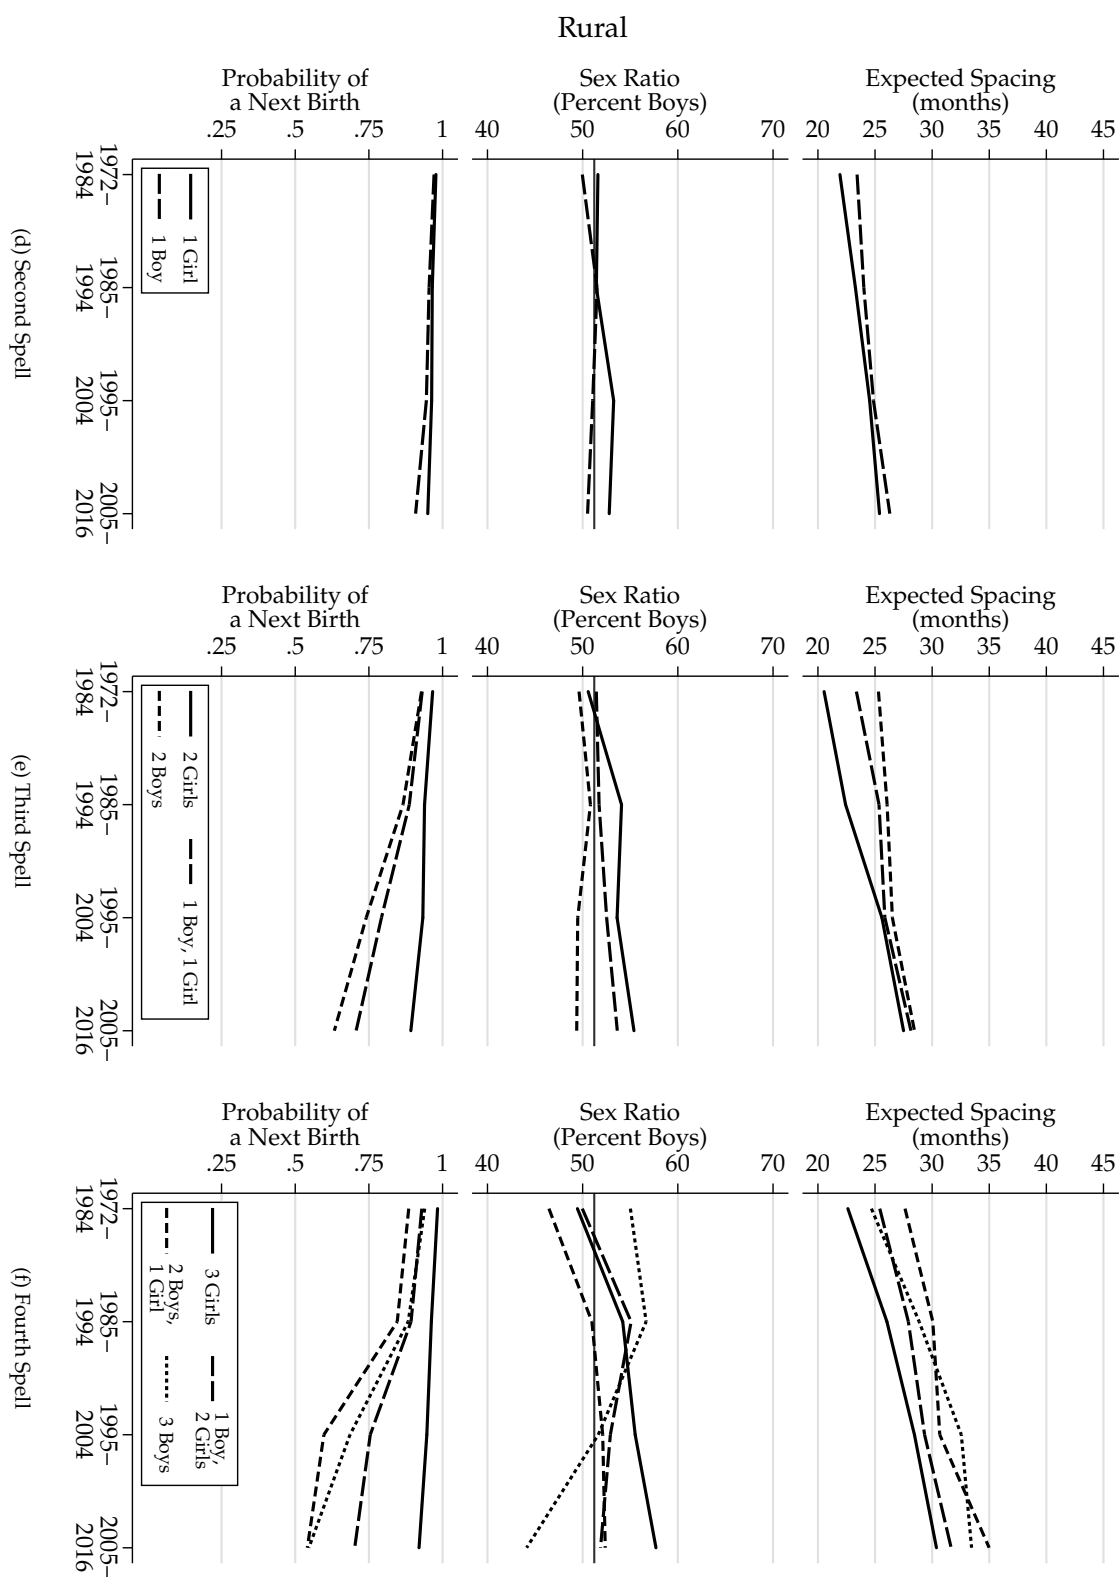 Rural
Probability of
a Next Birth
.25 .5 .75 1
Sex Ratio
(Percent Boys)
40 50 60 70
Expected Spacing
(months)
20 25 30 35 40 45
1972–
1984
1985–
1994
1995–
2004
2005–
2016
1 Girl
1 Boy
(d) Second Spell
Probability of
a Next Birth
.25 .5 .75 1
Sex Ratio
(Percent Boys)
40 50 60 70
Expected Spacing
(months)
20 25 30 35 40 45
1972–
1984
1985–
1994
1995–
2004
2005–
2016
2 Girls
1 Boy, 1 Girl
2 Boys
(e) Third Spell
Probability of
a Next Birth
.25 .5 .75 1
Sex Ratio
(Percent Boys)
40 50 60 70
Expected Spacing
(months)
20 25 30 35 40 45
1972–
1984
1985–
1994
1995–
2004
2005–
2016
3 Girls
1 Boy,
2 Girls
2 Boys,
1 Girl
3 Boys
(f) Fourth Spell